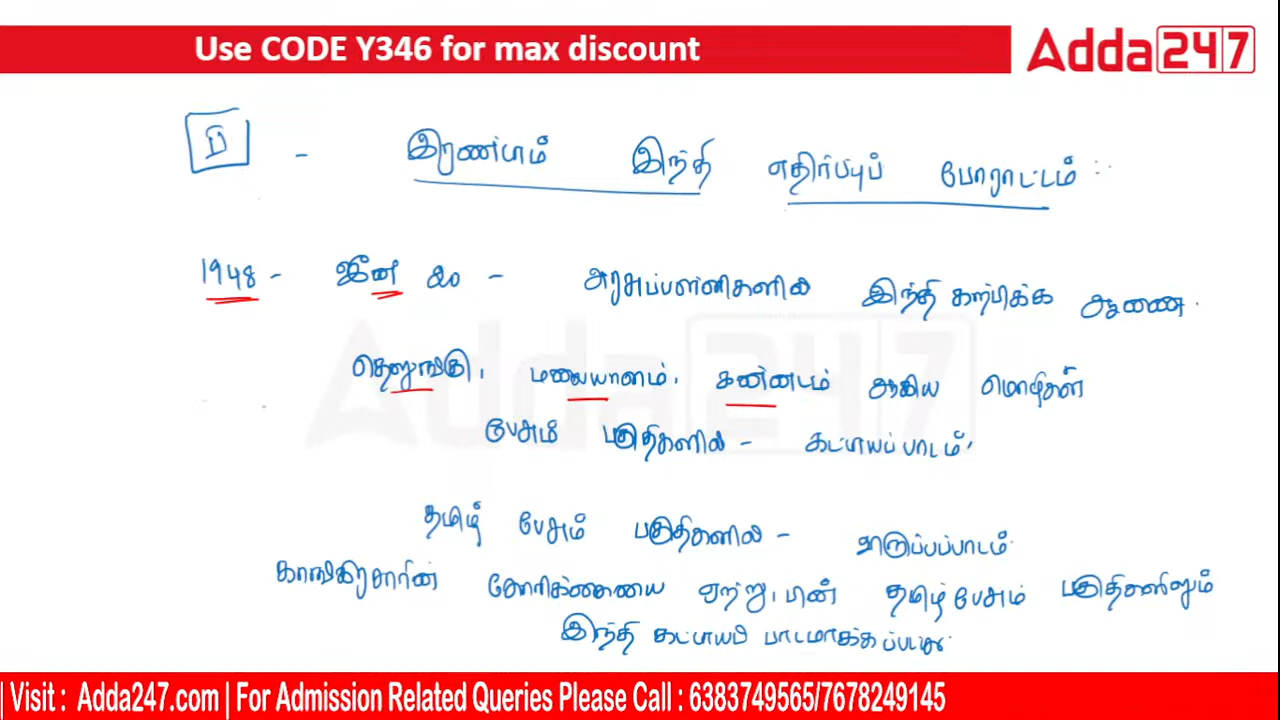 Use CODE Y346 for max discount
Adda247
II - இரண்டாம் இந்தி எதிர்ப்புப் போராட்டம் :
1948 - ஜீன் 20 - அரசுப்பள்ளிகளில் இந்தி கற்பிக்க ஆணை.
தெலுங்கு, மலையாளம், கன்னடம் ஆகிய மொழிகள்
பேசும் பகுதிகளில் - கட்டாயப்பாடம்.
தமிழ் பேசும் பகுதிகளில் - விருப்பப்பாடம்
காங்கிரசாரின் கோரிக்கையை ஏற்று, பின் தமிழ் பேசும் பகுதிகளிலும்
இந்தி கட்டாயப் பாடமாக்கப்பட்டது.
Visit : Adda247.com | For Admission Related Queries Please Call : 6383749565/7678249145